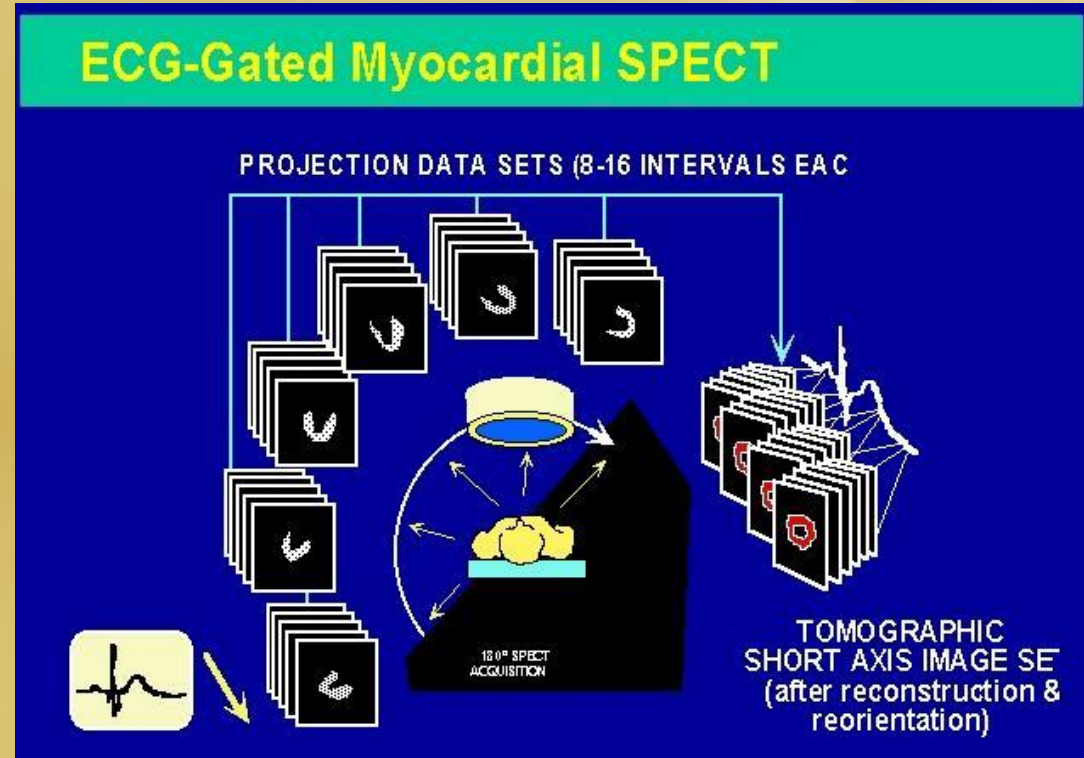 ECG-Gated Myocardial SPECT
PROJECTION DATA SETS (8-16 INTERVALS EAC
180° SPECT
ACQUISITION
TOMOGRAPHIC
SHORT AXIS IMAGE SET
(after reconstruction &
reorientation)